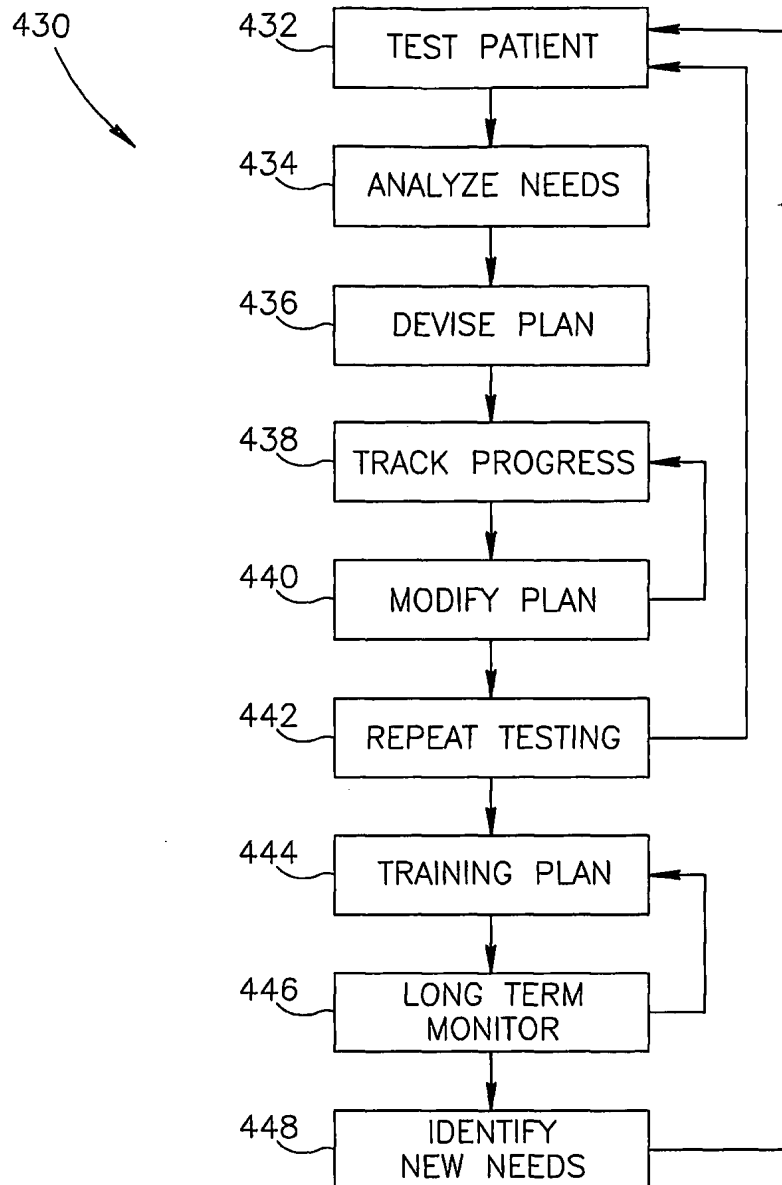 430
432
TEST PATIENT
434
ANALYZE NEEDS
436
DEVISE PLAN
438
TRACK PROGRESS
440
MODIFY PLAN
442
REPEAT TESTING
444
TRAINING PLAN
446
LONG TERM
MONITOR
448
IDENTIFY
NEW NEEDS